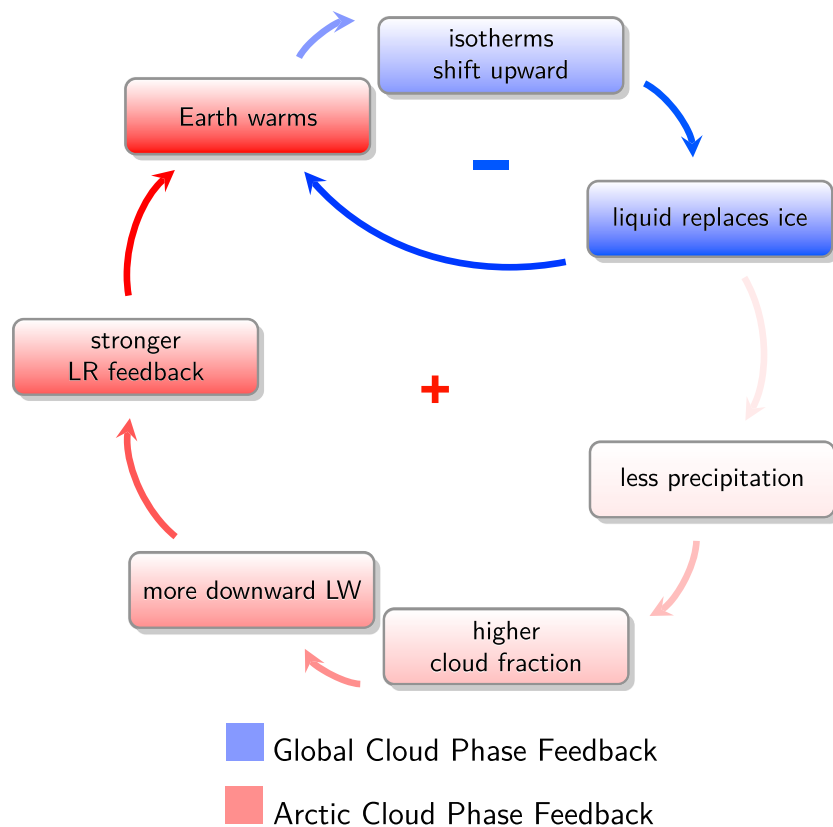 isotherms
shift upward
Earth warms
−
liquid replaces ice
stronger
LR feedback
+
less precipitation
more downward LW
higher
cloud fraction
Global Cloud Phase Feedback
Arctic Cloud Phase Feedback